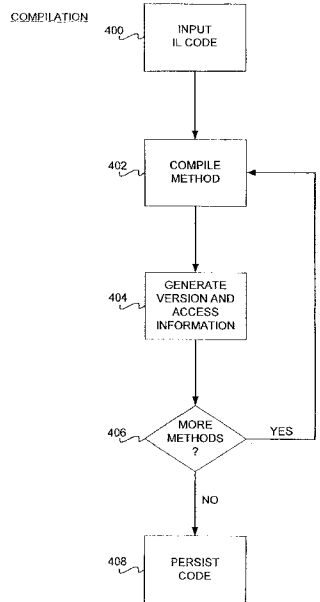 COMPILATION
400
INPUT
IL CODE
402
COMPILE
METHOD
404
GENERATE
VERSION AND
ACCESS
INFORMATION
406
MORE
METHODS
?
YES
NO
408
PERSIST
CODE